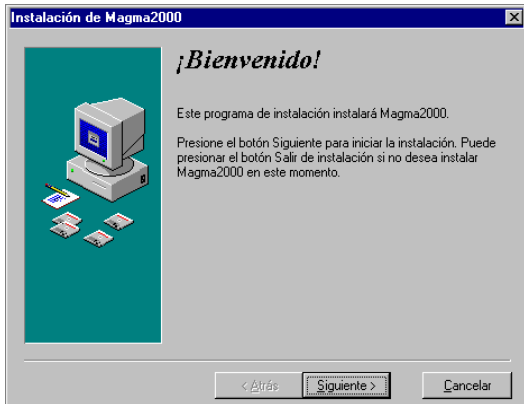 Instalación de Magma2000
¡Bienvenido!
Este programa de instalación instalará Magma2000.
Presione el botón Siguiente para iniciar la instalación. Puede
presionar el botón Salir de instalación si no desea instalar
Magma2000 en este momento.
< Atrás
Siguiente >
Cancelar